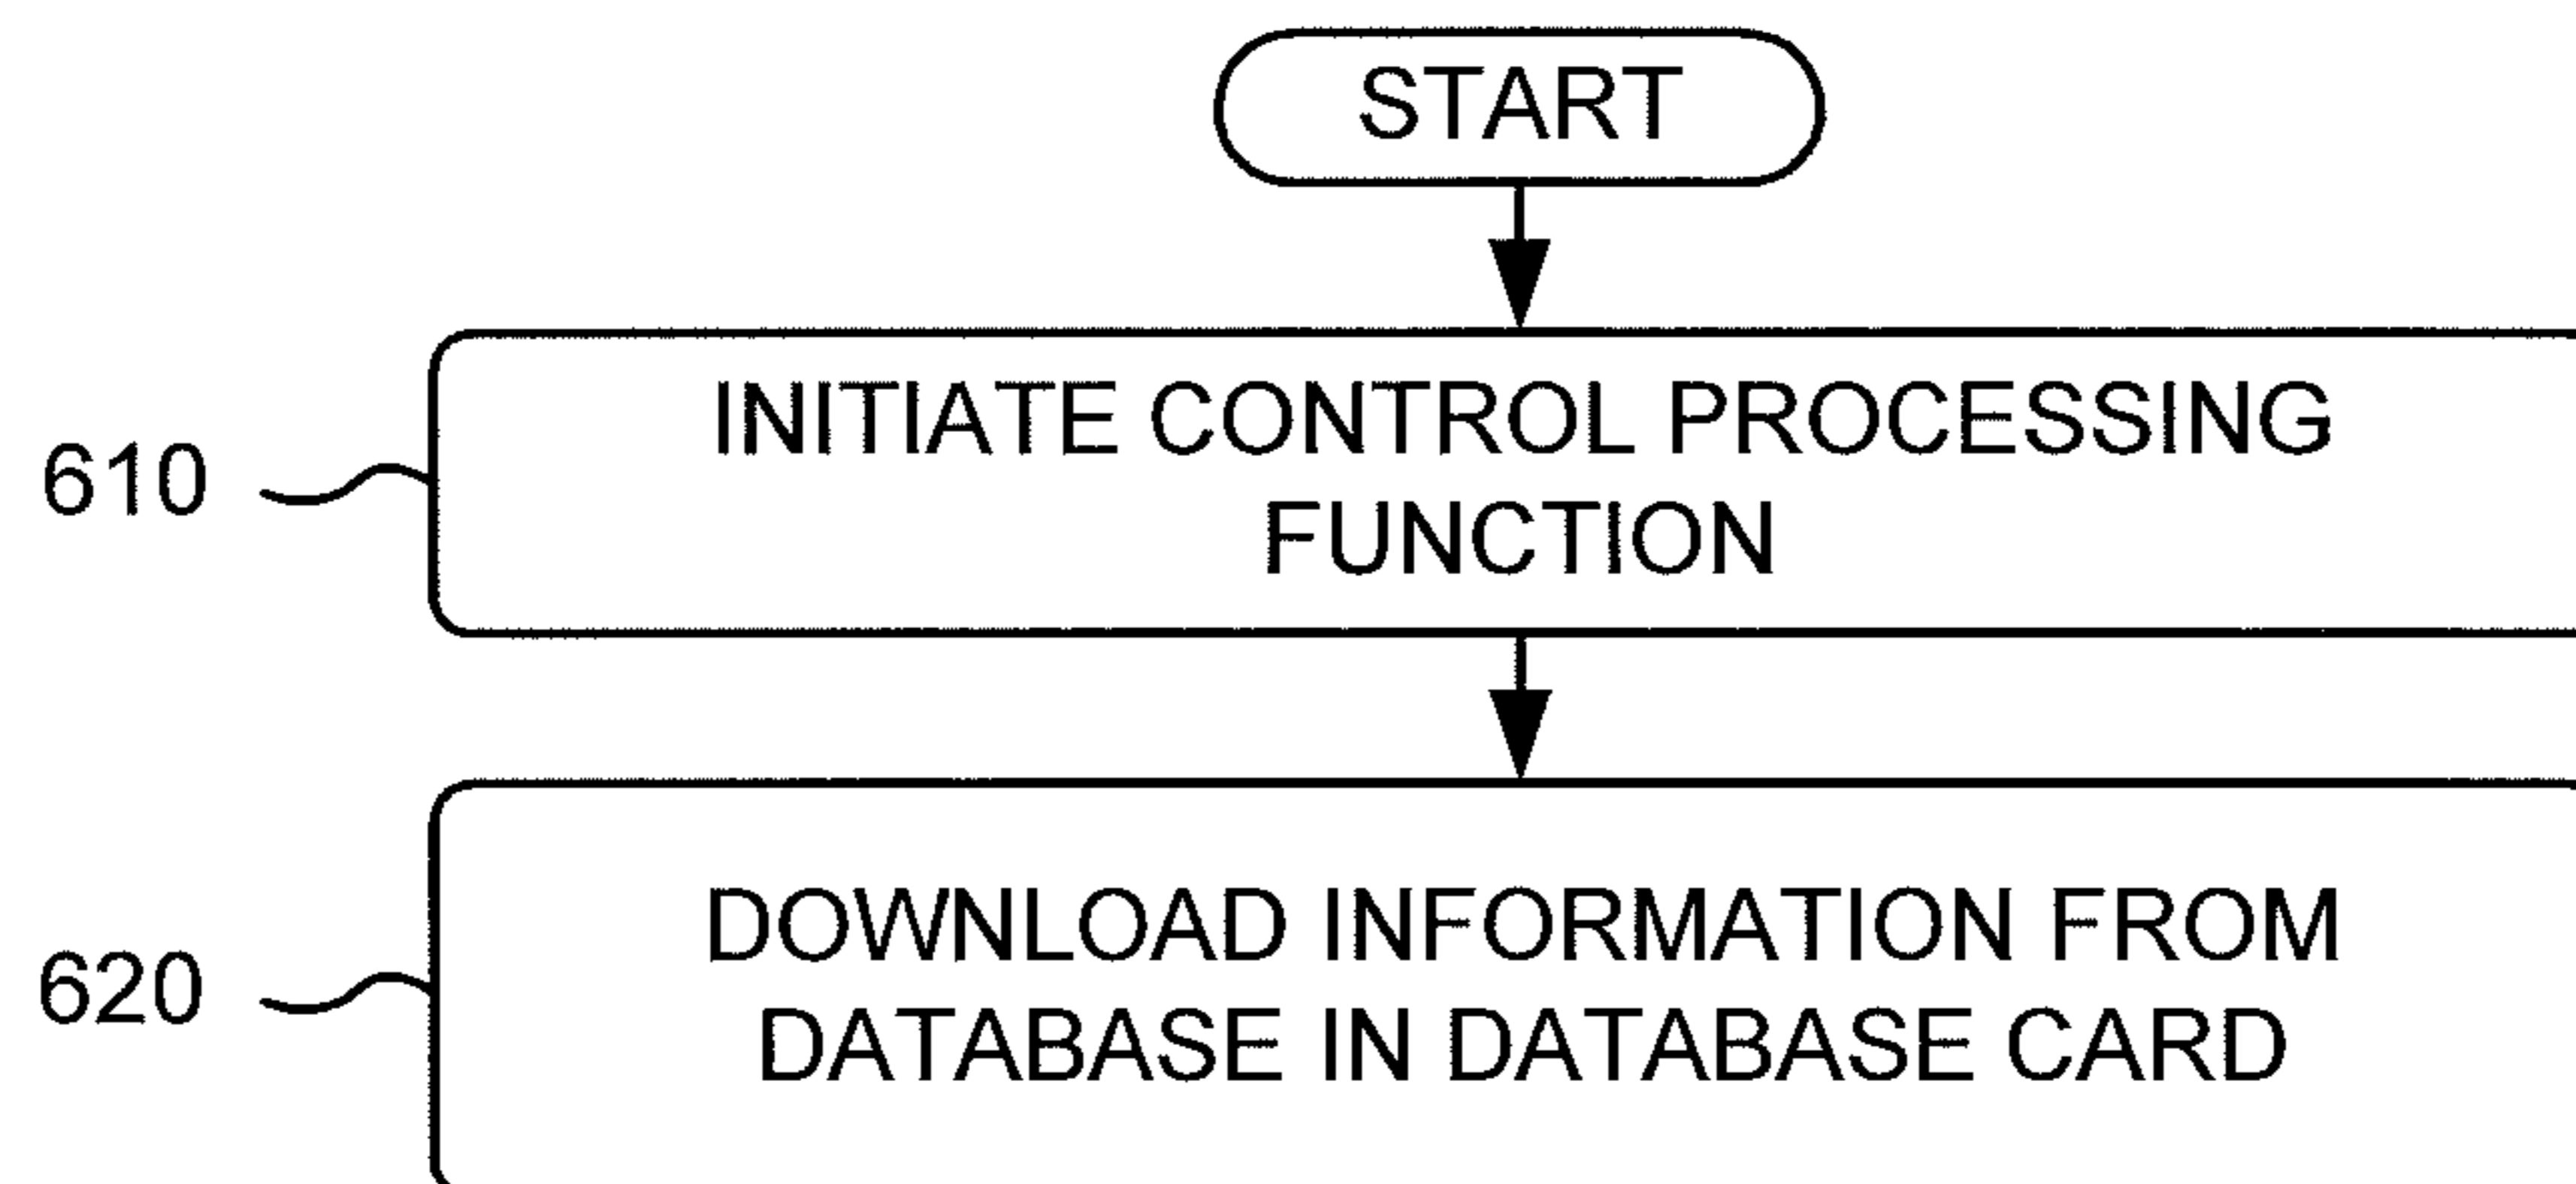 START
610
INITIATE CONTROL PROCESSING
FUNCTION
620
DOWNLOAD INFORMATION FROM
DATABASE IN DATABASE CARD